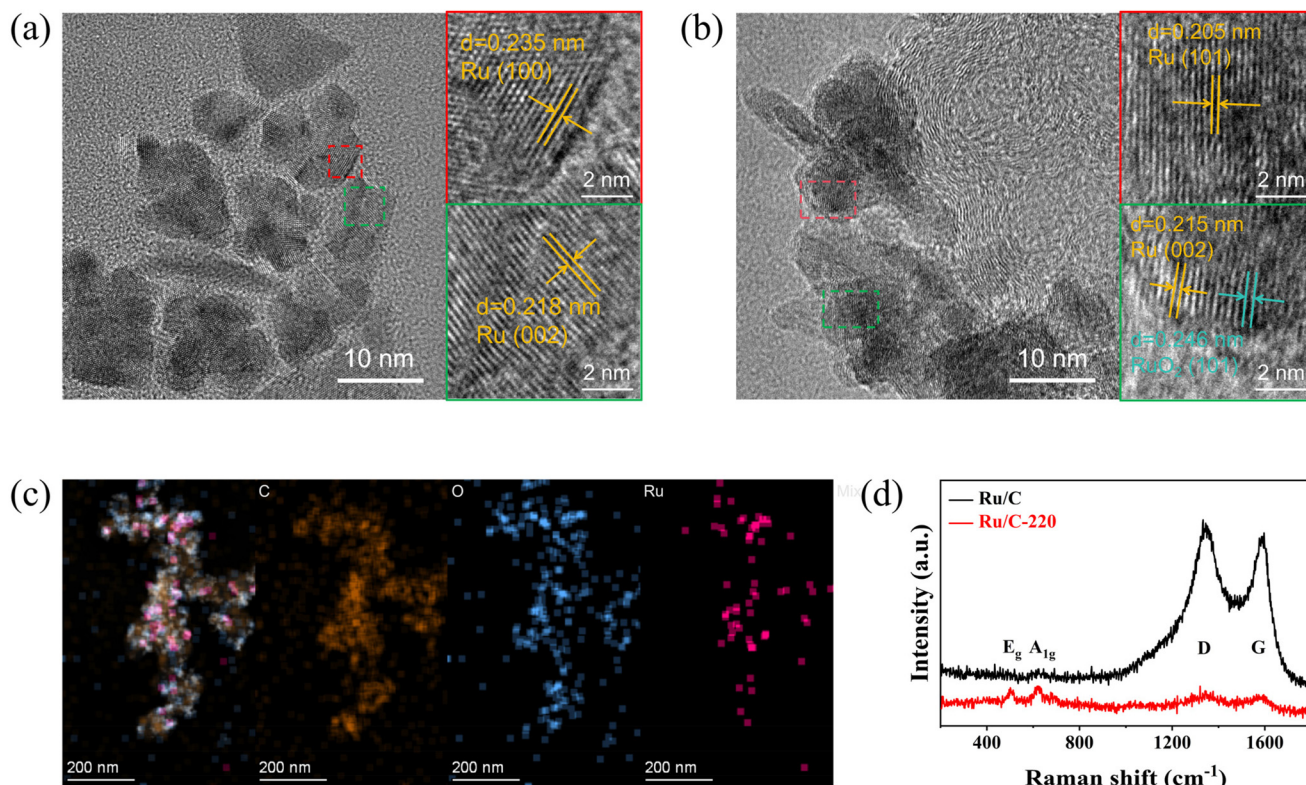 (a)
d=0.235 nm
Ru (100)
2 nm
d=0.218 nm
Ru (002)
2 nm
10 nm
(b)
d=0.205 nm
Ru (101)
2 nm
d=0.215 nm
Ru (002)
d=0.246 nm
RuO₂ (101)
2 nm
10 nm
(c)
C
O
Ru
Mix
200 nm
200 nm
200 nm
200 nm
(d)
Ru/C
Ru/C-220
Intensity (a.u.)
E_g A_1g D G
400 800 1200 1600
Raman shift (cm⁻¹)